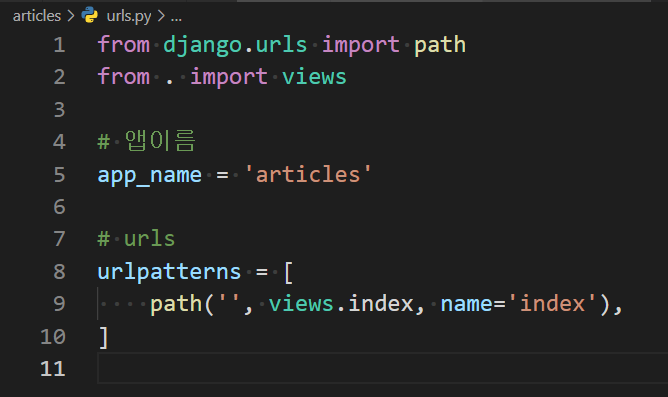 articles > urls.py > ...
1 from django.urls import path
2 from . import views
3
4 # 앱이름
5 app_name = 'articles'
6
7 # urls
8 urlpatterns = [
9     path('', views.index, name='index'),
10 ]
11